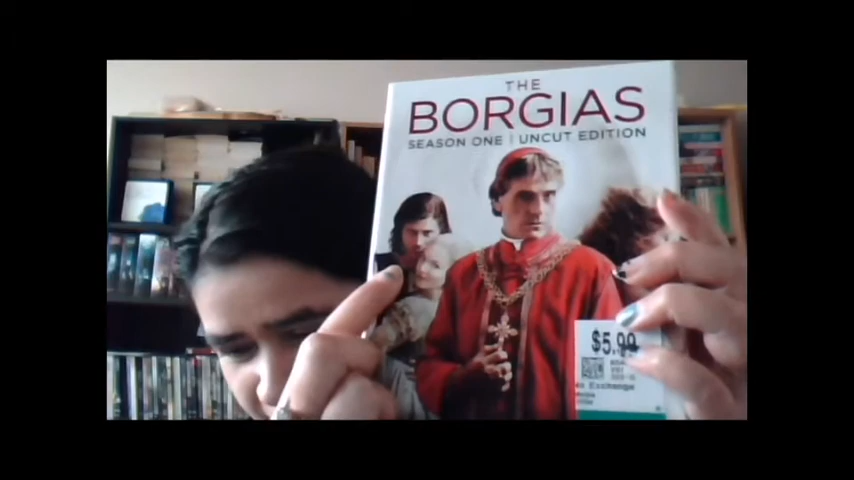 THE
BORGIAS
SEASON ONE | UNCUT EDITION
$5.99
Exchange